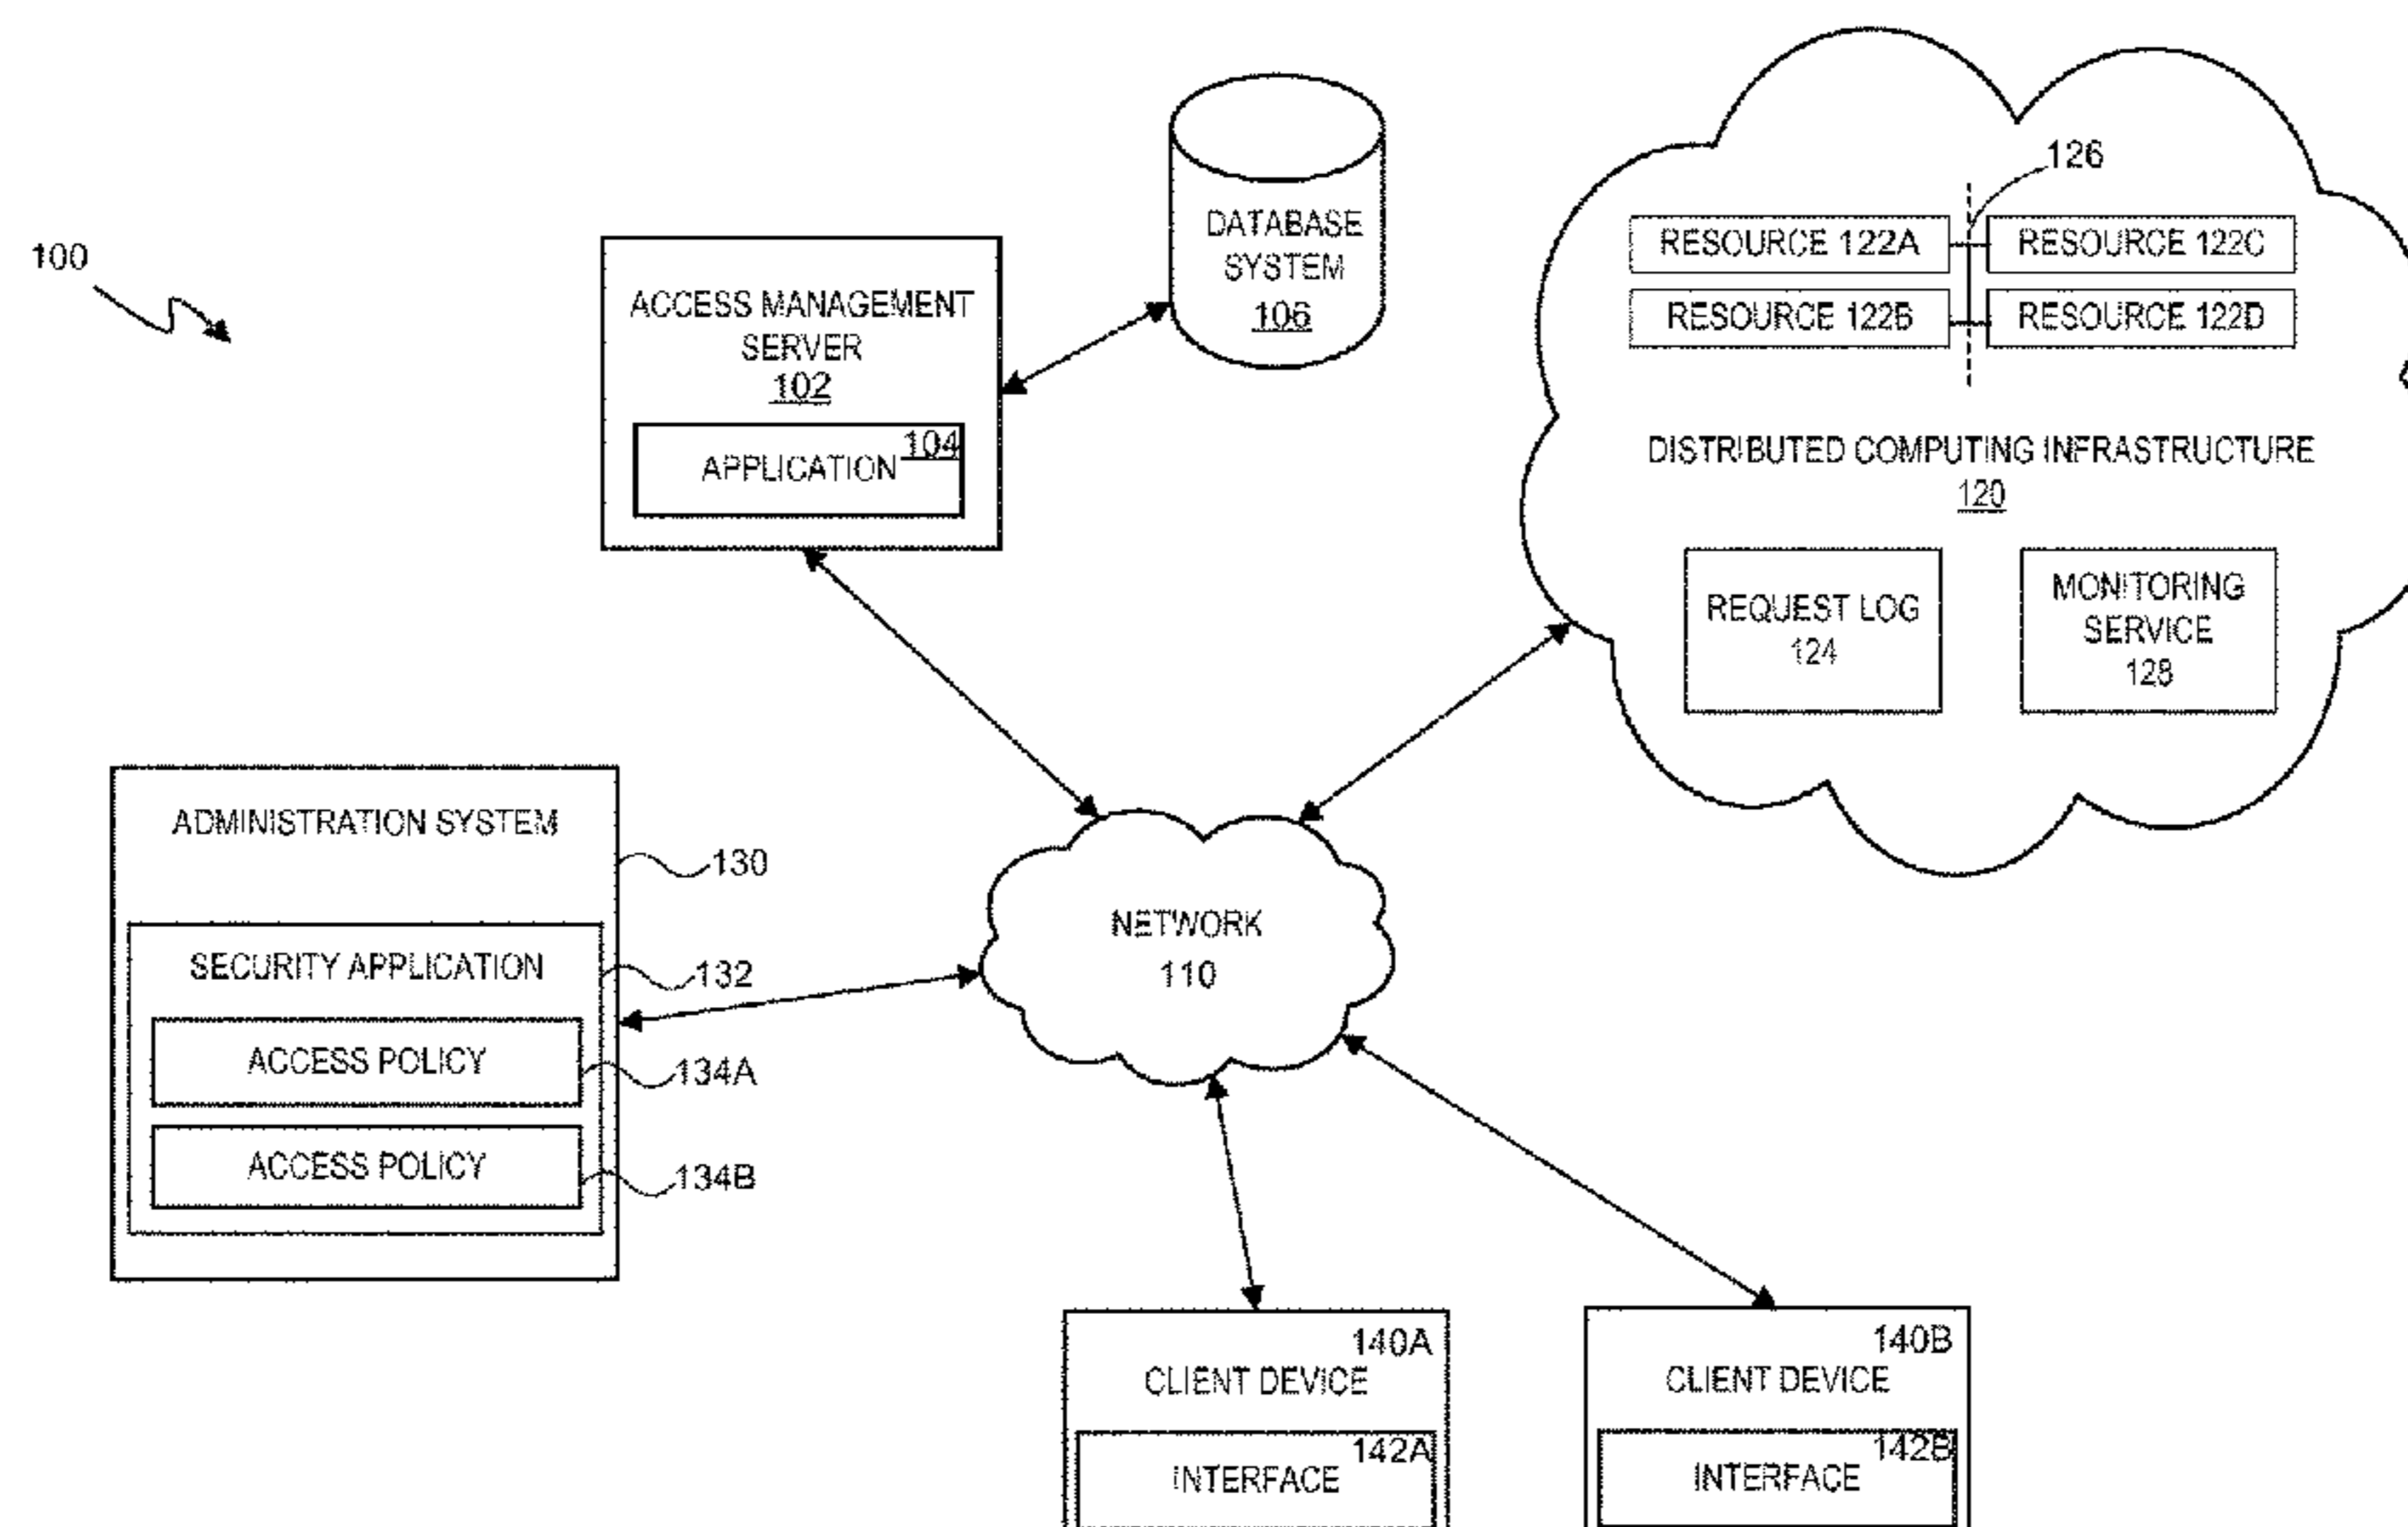 100
ACCESS MANAGEMENT
SERVER
102
APPLICATION
104
DATABASE
SYSTEM
106
126
RESOURCE 122A
RESOURCE 122C
RESOURCE 122B
RESOURCE 122D
DISTRIBUTED COMPUTING INFRASTRUCTURE
120
REQUEST LOG
124
MONITORING
SERVICE
128
ADMINISTRATION SYSTEM
130
SECURITY APPLICATION
132
ACCESS POLICY
134A
ACCESS POLICY
134B
NETWORK
110
140A
CLIENT DEVICE
142A
INTERFACE
140B
CLIENT DEVICE
142B
INTERFACE